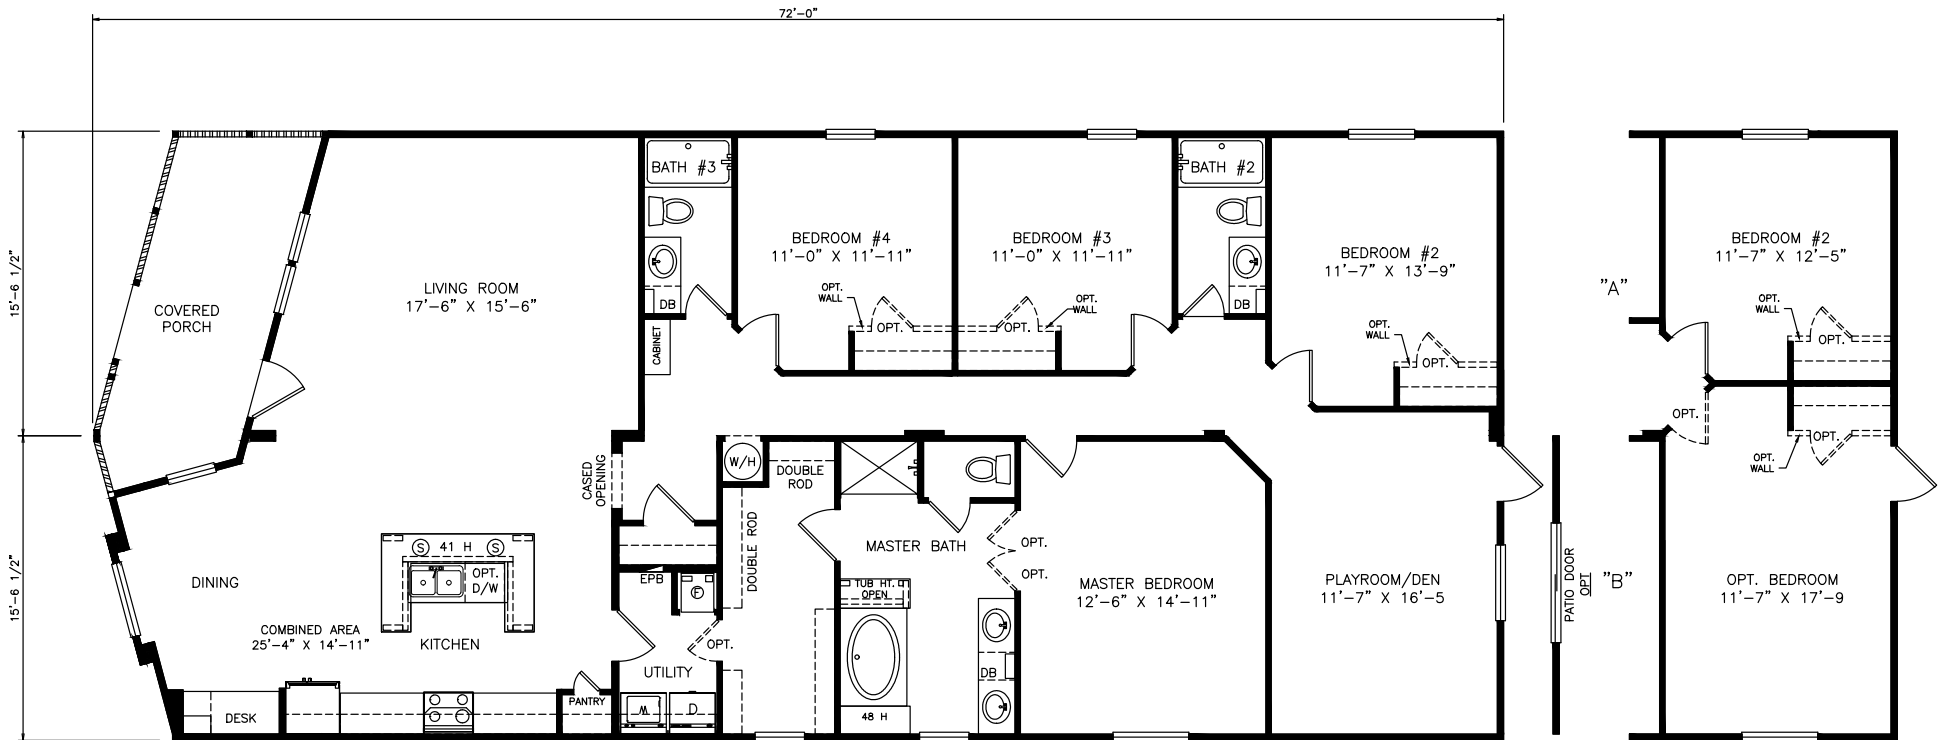 72'-0"
15'-6 1/2"
15'-6 1/2"
COVERED
PORCH
LIVING ROOM
17'-6" X 15'-6"
BATH #3
DB
CABINET
BEDROOM #4
11'-0" X 11'-11"
OPT.
WALL
OPT.
BEDROOM #3
11'-0" X 11'-11"
OPT.
OPT.
WALL
BATH #2
DB
BEDROOM #2
11'-7" X 13'-9"
OPT.
WALL
OPT.
"A"
BEDROOM #2
11'-7" X 12'-5"
OPT.
WALL
OPT.
OPT.
OPT.
OPT.
WALL
CASED
OPENING
W/H
DOUBLE
ROD
DOUBLE ROD
MASTER BATH
OPT.
OPT.
S 41 H S
OPT.
D/W
DINING
COMBINED AREA
25'-4" X 14'-11"
KITCHEN
EPB
F
OPT.
UTILITY
TUB HT.
OPEN
48 H
DB
MASTER BEDROOM
12'-6" X 14'-11"
PLAYROOM/DEN
11'-7" X 16'-5
PATIO DOOR
OPT
"B"
OPT. BEDROOM
11'-7" X 17'-9
DESK
PANTRY
W
D